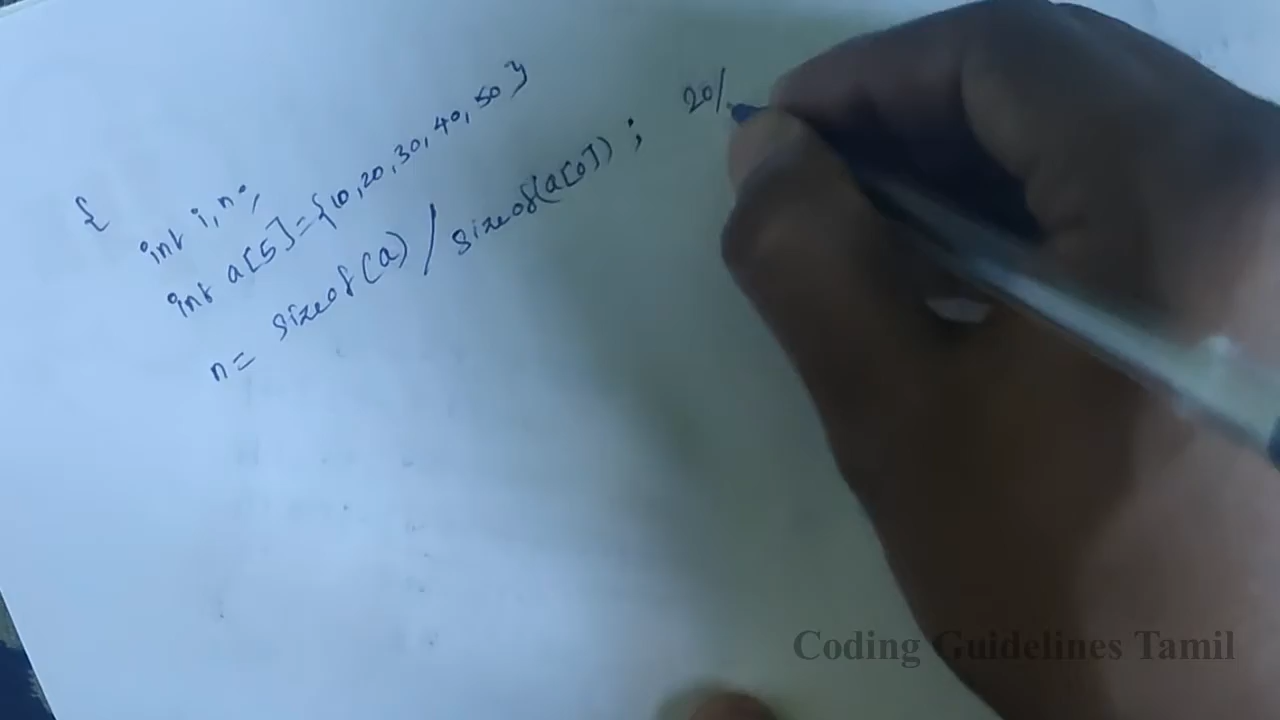 {
int i, n;
int a[5]={10,20,30,40,50}
n= sizeof(a) / sizeof(a[0]); 20/
Coding Guidelines Tamil